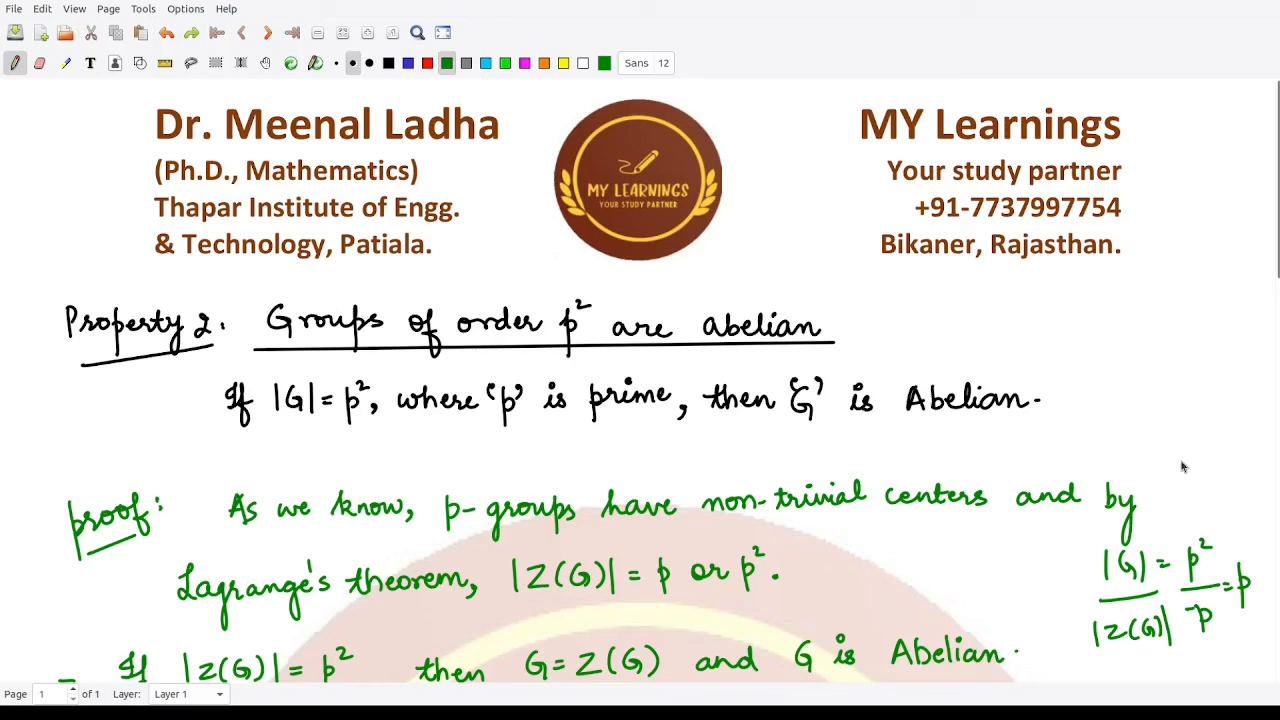 File Edit View Page Tools Options Help
T Sans 12
Dr. Meenal Ladha
(Ph.D., Mathematics)
Thapar Institute of Engg.
& Technology, Patiala.
MY LEARNINGS
YOUR STUDY PARTNER
MY Learnings
Your study partner
+91-7737997754
Bikaner, Rajasthan.
Property 2. Groups of order p² are abelian
If |G| = p², where 'p' is prime, then 'G' is Abelian.
proof: As we know, p-groups have non-trivial centers and by
Lagrange's theorem, |Z(G)| = p or p².
|G| / |Z(G)| = p² / p = p
If |Z(G)| = p² then G = Z(G) and G is Abelian.
Page 1 of 1 Layer: Layer 1